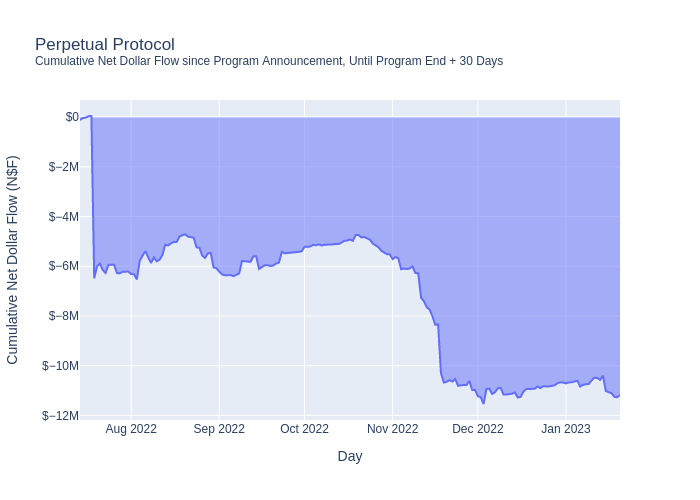 Perpetual Protocol
Cumulative Net Dollar Flow since Program Announcement, Until Program End + 30 Days
Cumulative Net Dollar Flow (N$F)
$0
$−2M
$−4M
$−6M
$−8M
$−10M
$−12M
Aug 2022 Sep 2022 Oct 2022 Nov 2022 Dec 2022 Jan 2023
Day